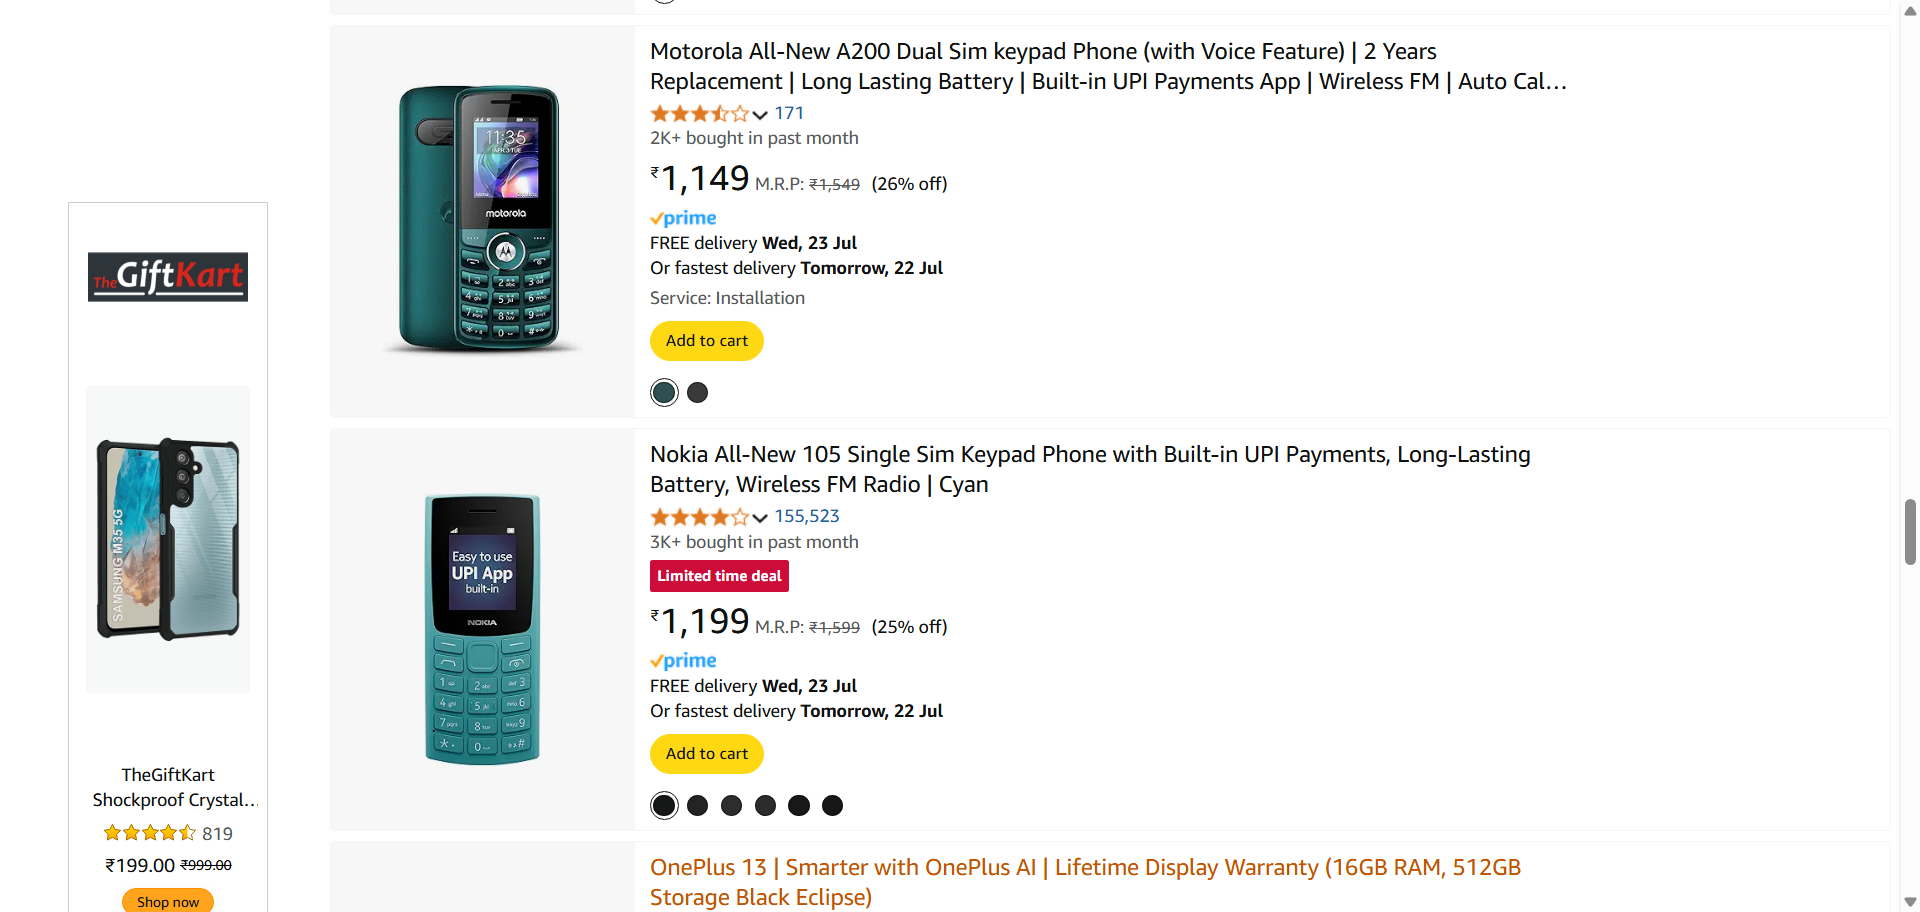 Motorola All-New A200 Dual Sim keypad Phone (with Voice Feature) | 2 Years
Replacement | Long Lasting Battery | Built-in UPI Payments App | Wireless FM | Auto Cal...
171
2K+ bought in past month
₹1,149 M.R.P: ₹1,549 (26% off)
prime
FREE delivery Wed, 23 Jul
Or fastest delivery Tomorrow, 22 Jul
Service: Installation
Add to cart
11:35
motorola
Nokia All-New 105 Single Sim Keypad Phone with Built-in UPI Payments, Long-Lasting
Battery, Wireless FM Radio | Cyan
155,523
3K+ bought in past month
Limited time deal
₹1,199 M.R.P: ₹1,599 (25% off)
prime
FREE delivery Wed, 23 Jul
Or fastest delivery Tomorrow, 22 Jul
Add to cart
Easy to use
UPI App
built-in
NOKIA
OnePlus 13 | Smarter with OnePlus AI | Lifetime Display Warranty (16GB RAM, 512GB
Storage Black Eclipse)
TheGiftKart
SAMSUNG M35 5G
TheGiftKart
Shockproof Crystal...
819
₹199.00 ₹999.00
Shop now